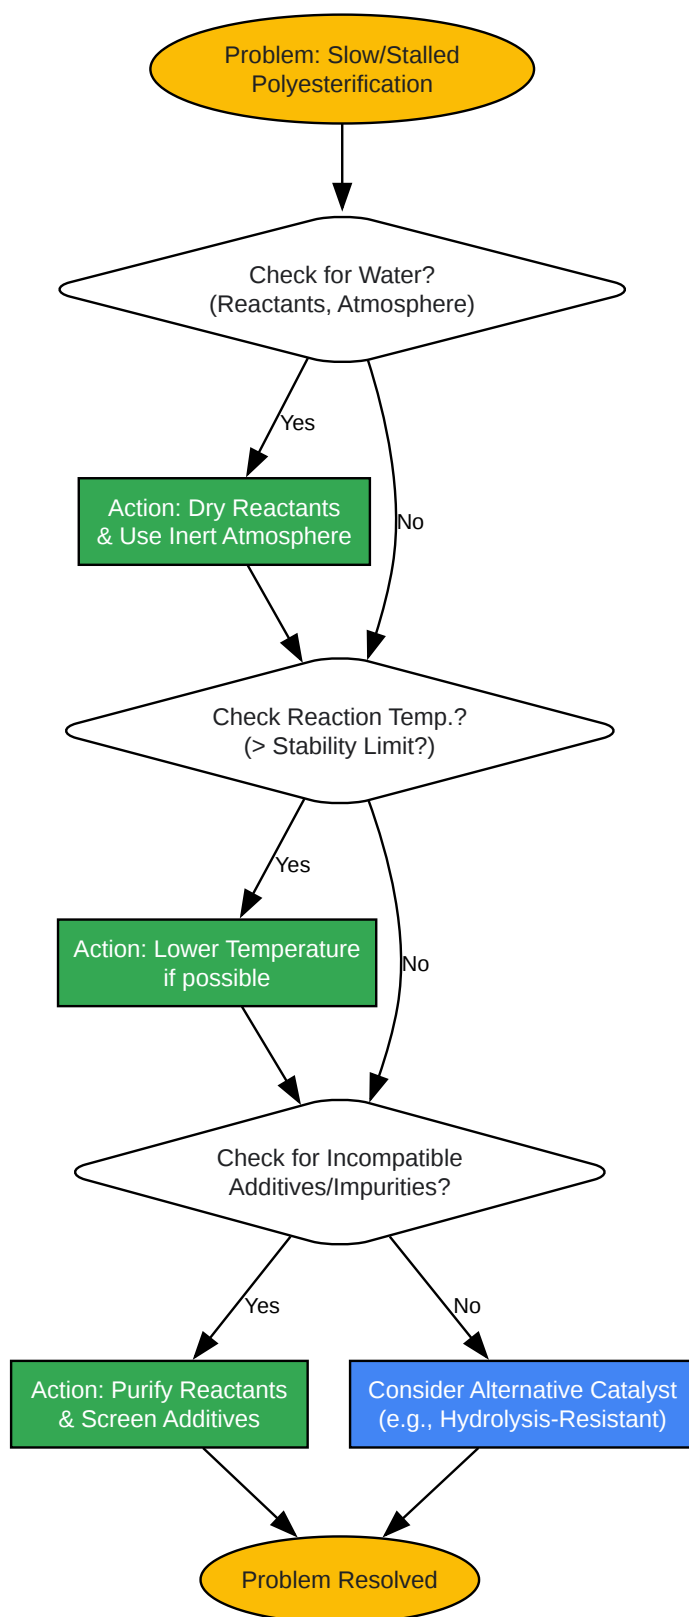 Problem: Slow/Stalled
Polyesterification
Check for Water?
(Reactants, Atmosphere)
Yes
Action: Dry Reactants
& Use Inert Atmosphere
No
Check Reaction Temp.?
(> Stability Limit?)
Yes
Action: Lower Temperature
if possible
No
Check for Incompatible
Additives/Impurities?
Yes
No
Action: Purify Reactants
& Screen Additives
Consider Alternative Catalyst
(e.g., Hydrolysis-Resistant)
Problem Resolved